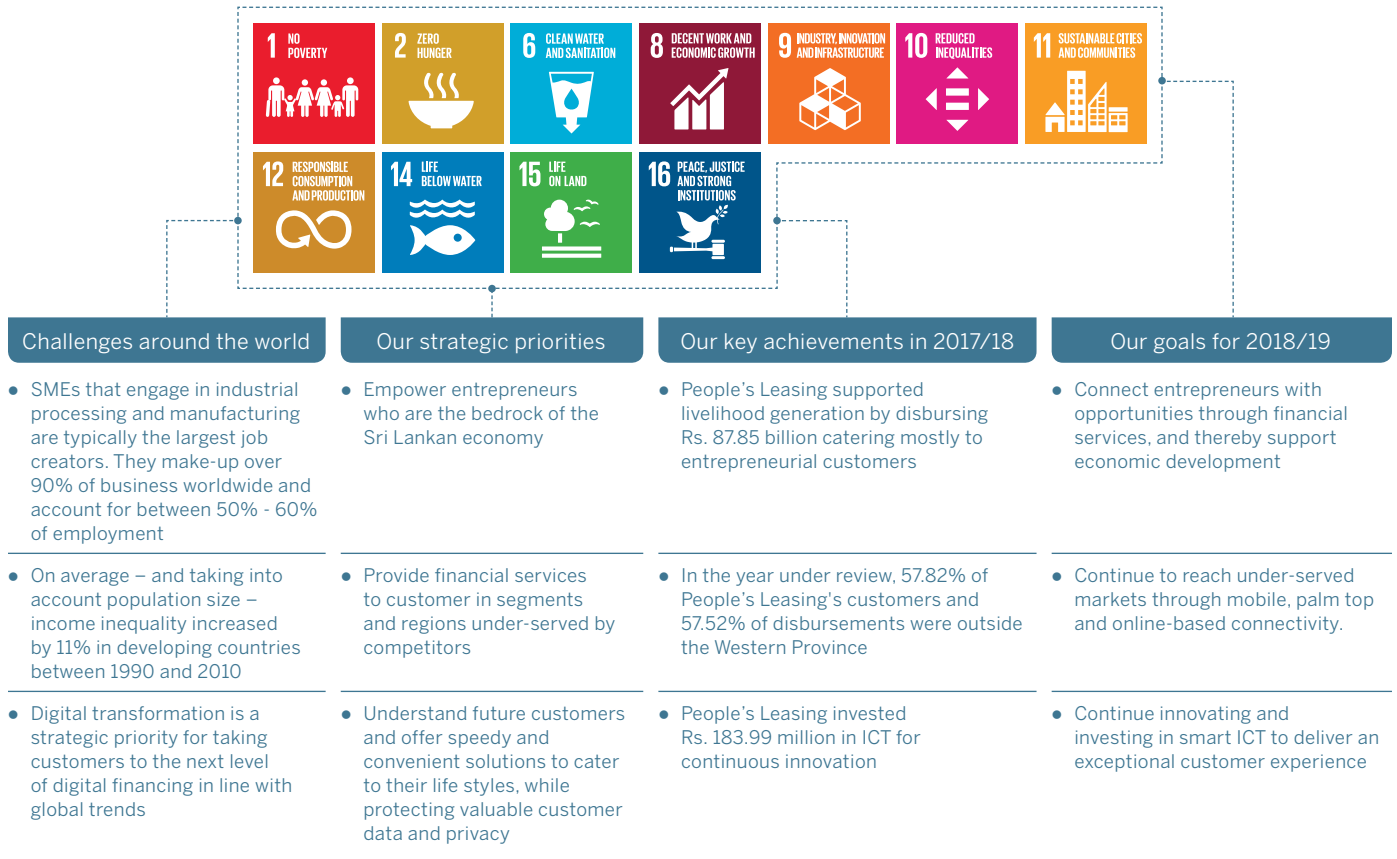 1 NO
POVERTY
2 ZERO
HUNGER
6 CLEAN WATER
AND SANITATION
8 DECENT WORK AND
ECONOMIC GROWTH
9 INDUSTRY, INNOVATION
AND INFRASTRUCTURE
10 REDUCED
INEQUALITIES
11 SUSTAINABLE CITIES
AND COMMUNITIES
12 RESPONSIBLE
CONSUMPTION
AND PRODUCTION
14 LIFE
BELOW WATER
15 LIFE
ON LAND
16 PEACE, JUSTICE
AND STRONG
INSTITUTIONS
Challenges around the world
Our strategic priorities
Our key achievements in 2017/18
Our goals for 2018/19
• SMEs that engage in industrial
processing and manufacturing
are typically the largest job
creators. They make-up over
90% of business worldwide and
account for between 50% - 60%
of employment
• Empower entrepreneurs
who are the bedrock of the
Sri Lankan economy
• People's Leasing supported
livelihood generation by disbursing
Rs. 87.85 billion catering mostly to
entrepreneurial customers
• Connect entrepreneurs with
opportunities through financial
services, and thereby support
economic development
• On average – and taking into
account population size –
income inequality increased
by 11% in developing countries
between 1990 and 2010
• Provide financial services
to customer in segments
and regions under-served by
competitors
• In the year under review, 57.82% of
People's Leasing's customers and
57.52% of disbursements were outside
the Western Province
• Continue to reach under-served
markets through mobile, palm top
and online-based connectivity.
• Digital transformation is a
strategic priority for taking
customers to the next level
of digital financing in line with
global trends
• Understand future customers
and offer speedy and
convenient solutions to cater
to their life styles, while
protecting valuable customer
data and privacy
• People's Leasing invested
Rs. 183.99 million in ICT for
continuous innovation
• Continue innovating and
investing in smart ICT to deliver an
exceptional customer experience